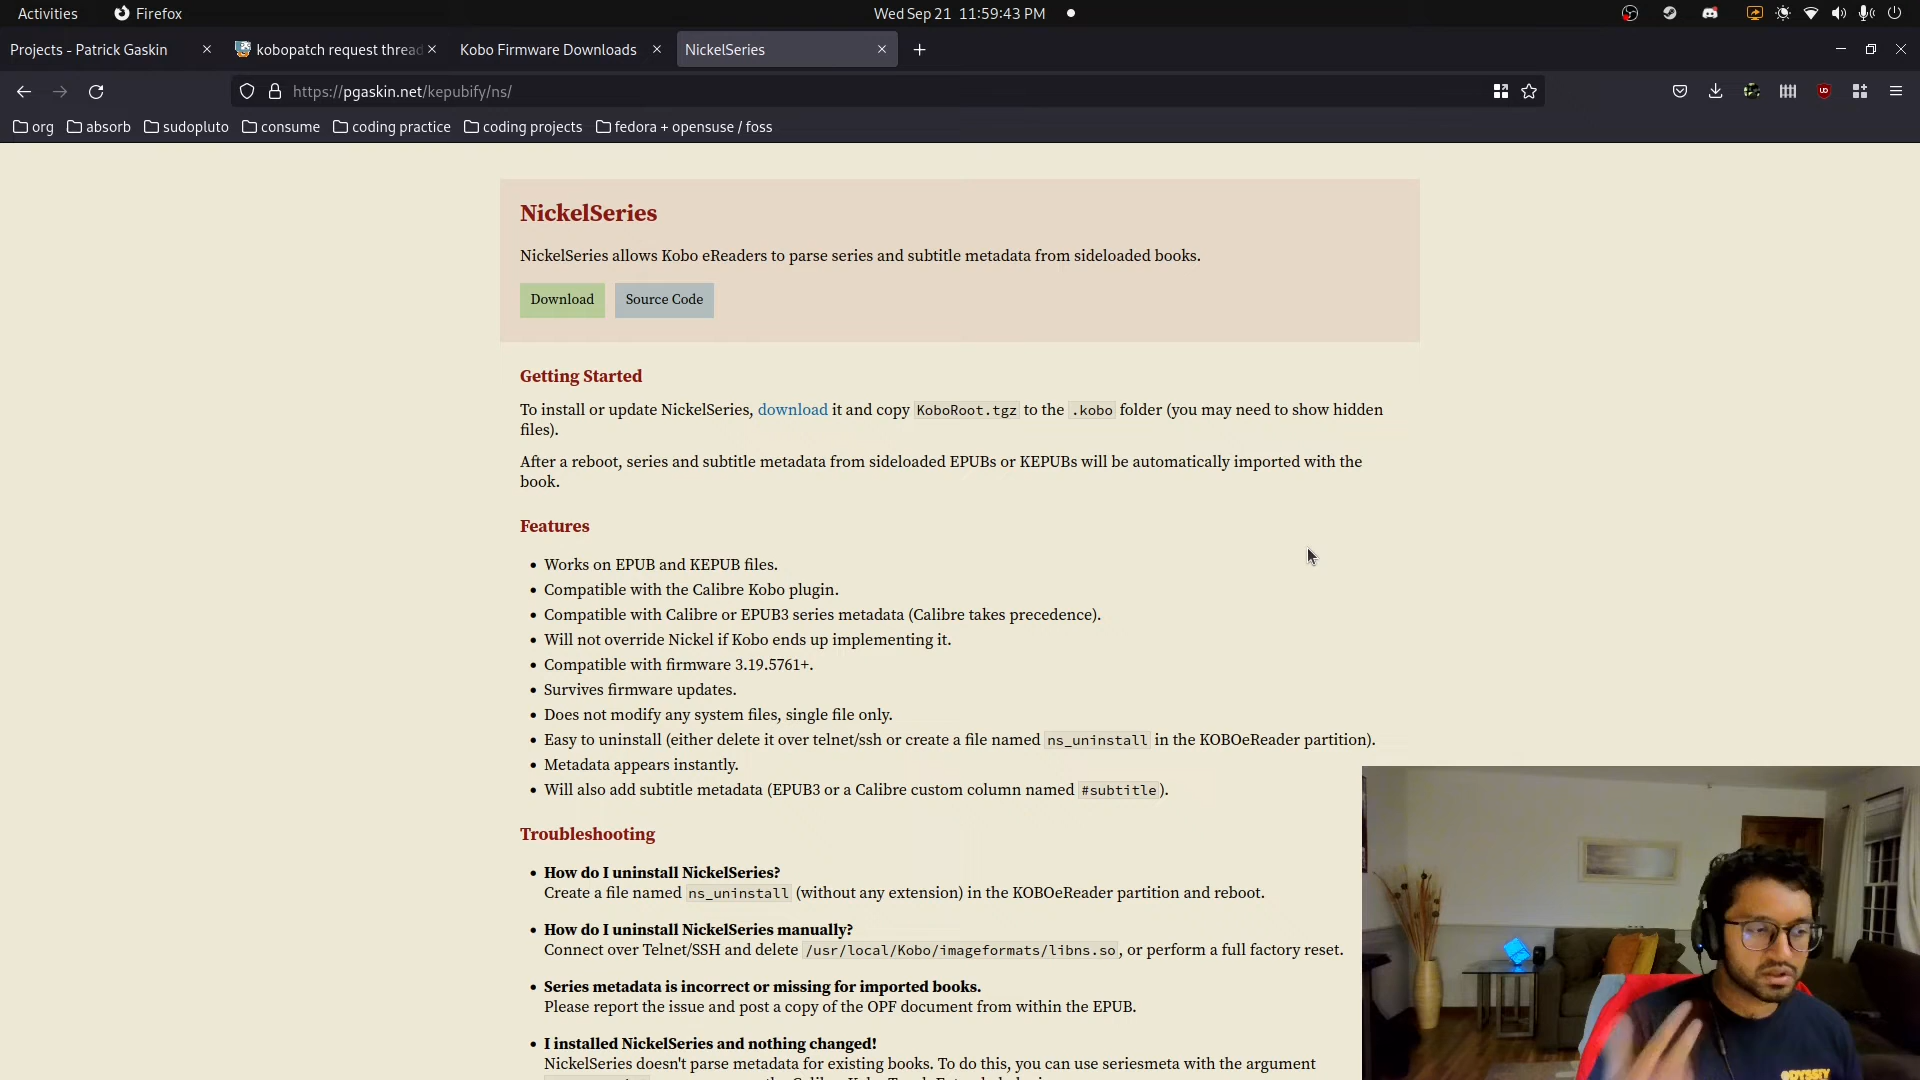 Activities Firefox Wed Sep 21 11:59:43 PM
Projects - Patrick Gaskin kobopatch request thread Kobo Firmware Downloads NickelSeries
https://pgaskin.net/kepubify/ns/
org absorb sudopluto consume coding practice coding projects fedora + opensuse / foss
NickelSeries
NickelSeries allows Kobo eReaders to parse series and subtitle metadata from sideloaded books.
Download Source Code
Getting Started
To install or update NickelSeries, download it and copy KoboRoot.tgz to the .kobo folder (you may need to show hidden
files).
After a reboot, series and subtitle metadata from sideloaded EPUBs or KEPUBs will be automatically imported with the
book.
Features
• Works on EPUB and KEPUB files.
• Compatible with the Calibre Kobo plugin.
• Compatible with Calibre or EPUB3 series metadata (Calibre takes precedence).
• Will not override Nickel if Kobo ends up implementing it.
• Compatible with firmware 3.19.5761+.
• Survives firmware updates.
• Does not modify any system files, single file only.
• Easy to uninstall (either delete it over telnet/ssh or create a file named ns_uninstall in the KOBOeReader partition).
• Metadata appears instantly.
• Will also add subtitle metadata (EPUB3 or a Calibre custom column named #subtitle).
Troubleshooting
• How do I uninstall NickelSeries?
Create a file named ns_uninstall (without any extension) in the KOBOeReader partition and reboot.
• How do I uninstall NickelSeries manually?
Connect over Telnet/SSH and delete /usr/local/Kobo/imageformats/libns.so, or perform a full factory reset.
• Series metadata is incorrect or missing for imported books.
Please report the issue and post a copy of the OPF document from within the EPUB.
• I installed NickelSeries and nothing changed!
NickelSeries doesn't parse metadata for existing books. To do this, you can use seriesmeta with the argument